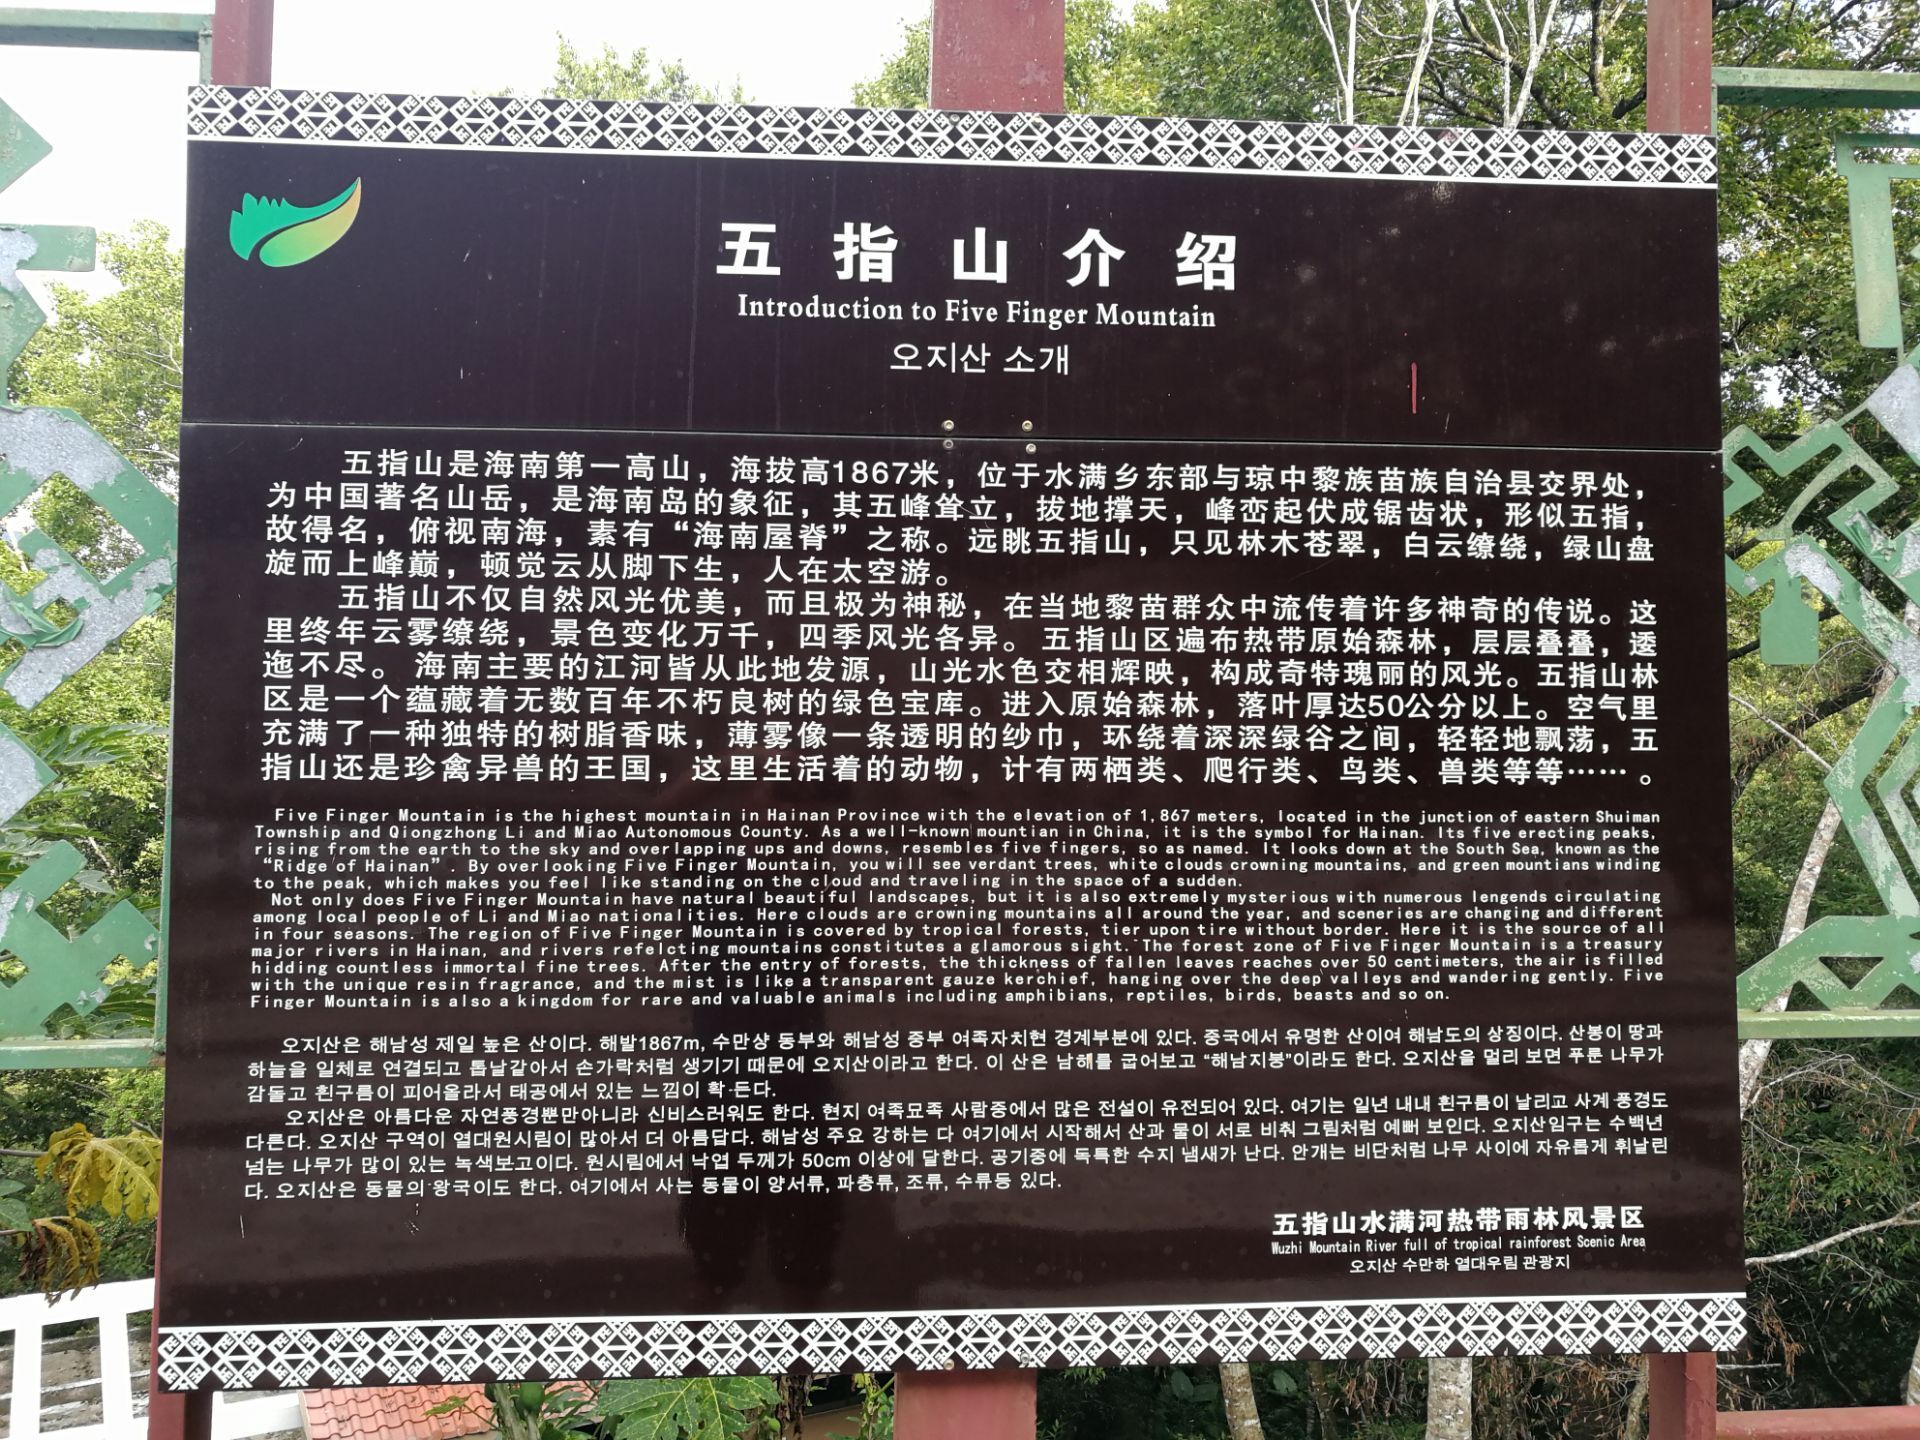 五指山介绍
Introduction to Five Finger Mountain
오지산 소개
五指山是海南第一高山，海拔高1867米，位于水满乡东部与琼中黎族苗族自治县交界处，
为中国著名山岳，是海南岛的象征，其五峰耸立，拔地撑天，峰峦起伏成锯齿状，形似五指，
故得名，俯视南海，素有“海南屋脊”之称。远眺五指山，只见林木苍翠，白云缭绕，绿山盘
旋而上峰巅，顿觉云从脚下生，人在太空游。
五指山不仅自然风光优美，而且极为神秘，在当地黎苗群众中流传着许多神奇的传说。这
里终年云雾缭绕，景色变化万千，四季风光各异。五指山区遍布热带原始森林，层层叠叠，逶
迤不尽。海南主要的江河皆从此地发源，山光水色交相辉映，构成奇特瑰丽的风光。五指山林
区是一个蕴藏着无数百年不朽良树的绿色宝库。进入原始森林，落叶厚达50公分以上。空气里
充满了一种独特的树脂香味，薄雾像一条透明的纱巾，环绕着深深绿谷之间，轻轻地飘荡，五
指山还是珍禽异兽的王国，这里生活着的动物，计有两栖类、爬行类、鸟类、兽类等等……。
Five Finger Mountain is the highest mountain in Hainan Province with the elevation of 1,867 meters, located in the junction of eastern Shuiman
Township and Qiongzhong Li and Miao Autonomous County. As a well-known mountian in China, it is the symbol for Hainan. Its five erecting peaks,
rising from the earth to the sky and overlapping ups and downs, resembles five fingers, so as named. It looks down at the South Sea, known as the
“Ridge of Hainan”. By overlooking Five Finger Mountain, you will see verdant trees, white clouds crowning mountains, and green mountians winding
to the peak, which makes you feel like standing on the cloud and traveling in the space of a sudden.
Not only does Five Finger Mountain have natural beautiful landscapes, but it is also extremely mysterious with numerous lengends circulating
among local people of Li and Miao nationalities. Here clouds are crowning mountains all around the year, and sceneries are changing and different
in four seasons. The region of Five Finger Mountain is covered by tropical forests, tier upon tire without border. Here it is the source of all
major rivers in Hainan, and rivers refelcting mountains constitutes a glamorous sight. The forest zone of Five Finger Mountain is a treasury
hidding countless immortal fine trees. After the entry of forests, the thickness of fallen leaves reaches over 50 centimeters, the air is filled
with the unique resin fragrance, and the mist is like a transparent gauze kerchief, hanging over the deep valleys and wandering gently. Five
Finger Mountain is also a kingdom for rare and valuable animals including amphibians, reptiles, birds, beasts and so on.
오지산은 해남성 제일 높은 산이다. 해발1867m, 수만샹 동부와 해남성 중부 여족자치현 경계부분에 있다. 중국에서 유명한 산이여 해남도의 상징이다. 산봉이 땅과
하늘을 일체로 연결되고 톱날같아서 손가락처럼 생기기 때문에 오지산이라고 한다. 이 산은 남해를 굽어보고 “해남지붕”이라도 한다. 오지산을 멀리 보면 푸룬 나무가
감돌고 흰구름이 피어올라서 태공에서 있는 느낌이 확 든다.
오지산은 아름다운 자연풍경뿐만아니라 신비스러워도 한다. 현지 여족묘족 사람중에서 많은 전설이 유전되어 있다. 여기는 일년 내내 흰구름이 날리고 사계 풍경도
다른다. 오지산 구역이 열대원시림이 많아서 더 아름답다. 해남성 주요 강하는 다 여기에서 시작해서 산과 물이 서로 비춰 그림처럼 예뻐 보인다. 오지산임구는 수백년
넘는 나무가 많이 있는 녹색보고이다. 원시림에서 낙엽 두께가 50cm 이상에 달한다. 공기중에 독특한 수지 냄새가 난다. 안개는 비단처럼 나무 사이에 자유롭게 휘날린
다. 오지산은 동물의 왕국이도 한다. 여기에서 사는 동물이 양서류, 파충류, 조류, 수류등 있다.
五指山水满河热带雨林风景区
Wuzhi Mountain River full of tropical rainforest Scenic Area
오지산 수만하 열대우림 관광지